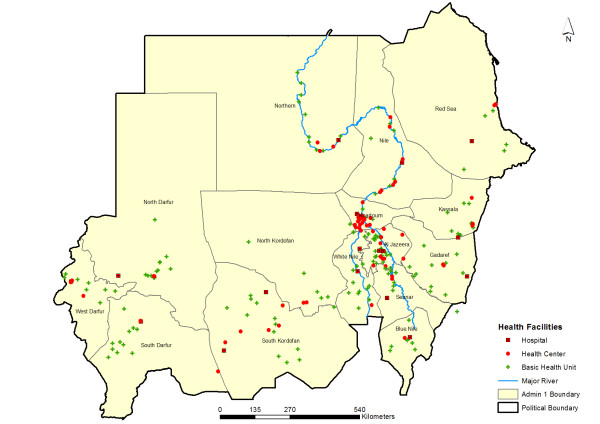 N
Northern
Red Sea
Nile
North Darfur
Kassala
North Kordofan
Al Jazeera
White Nile
Gadaref
West Darfur
Sennar
South Darfur
South Kordofan
Blue Nile
Health Facilities
Hospital
Health Center
Basic Health Unit
Major River
Admin 1 Boundary
Political Boundary
0 135 270 540
Kilometers